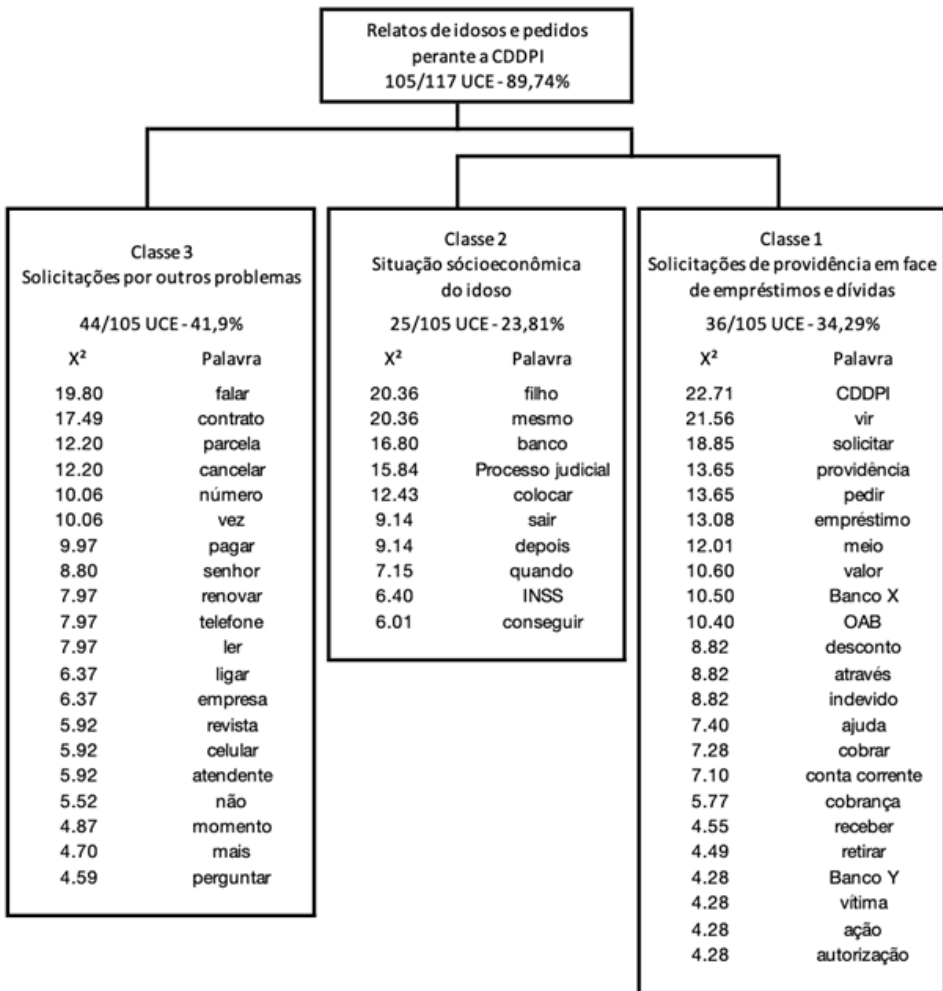 Relatos de idosos e pedidos
perante a CDDPI
105/117 UCE - 89,74%
Classe 3
Solicitações por outros problemas
44/105 UCE - 41,9%
X² Palavra
19.80 falar
17.49 contrato
12.20 parcela
12.20 cancelar
10.06 número
10.06 vez
9.97 pagar
8.80 senhor
7.97 renovar
7.97 telefone
7.97 ler
6.37 ligar
6.37 empresa
5.92 revista
5.92 celular
5.92 atendente
5.52 não
4.87 momento
4.70 mais
4.59 perguntar
Classe 2
Situação sócioeconômica
do idoso
25/105 UCE - 23,81%
X² Palavra
20.36 filho
20.36 mesmo
16.80 banco
15.84 Processo judicial
12.43 colocar
9.14 sair
9.14 depois
7.15 quando
6.40 INSS
6.01 conseguir
Classe 1
Solicitações de providência em face
de empréstimos e dívidas
36/105 UCE - 34,29%
X² Palavra
22.71 CDDPI
21.56 vir
18.85 solicitar
13.65 providência
13.65 pedir
13.08 empréstimo
12.01 meio
10.60 valor
10.50 Banco X
10.40 OAB
8.82 desconto
8.82 através
8.82 indevido
7.40 ajuda
7.28 cobrar
7.10 conta corrente
5.77 cobrança
4.55 receber
4.49 retirar
4.28 Banco Y
4.28 vítima
4.28 ação
4.28 autorização